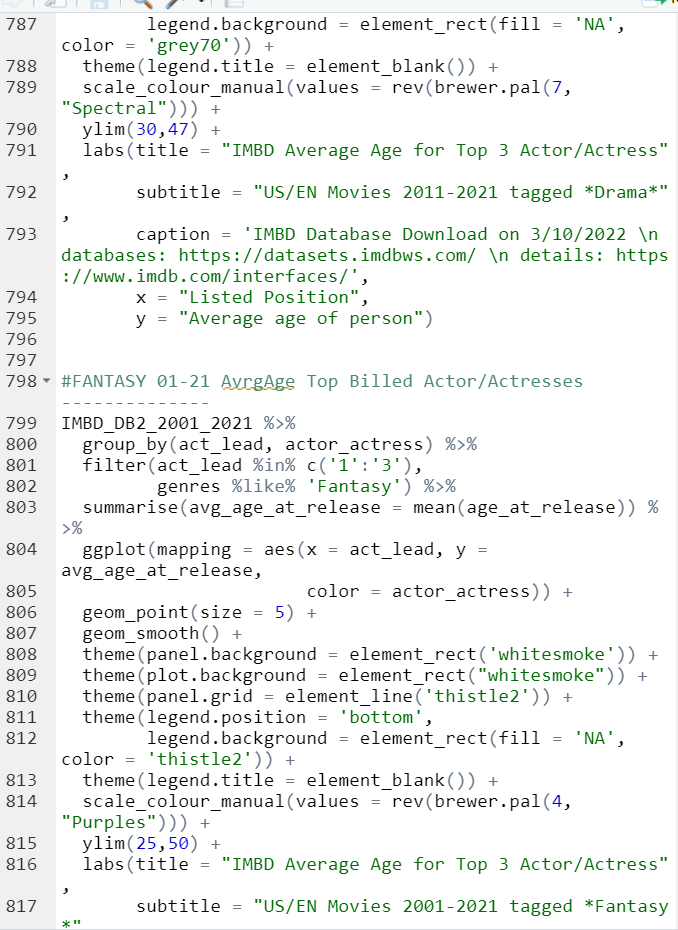 787         legend.background = element_rect(fill = 'NA',
color = 'grey70')) +
788   theme(legend.title = element_blank()) +
789   scale_colour_manual(values = rev(brewer.pal(7,
"Spectral"))) +
790   ylim(30,47) +
791   labs(title = "IMBD Average Age for Top 3 Actor/Actress"
,
792        subtitle = "US/EN Movies 2011-2021 tagged *Drama*"
,
793        caption = 'IMBD Database Download on 3/10/2022 \n
databases: https://datasets.imdbws.com/ \n details: https
://www.imdb.com/interfaces/',
794        x = "Listed Position",
795        y = "Average age of person")
796
797
798 #FANTASY 01-21 AvrgAge Top Billed Actor/Actresses
--------------
799 IMBD_DB2_2001_2021 %>%
800   group_by(act_lead, actor_actress) %>%
801   filter(act_lead %in% c('1':'3'),
802          genres %like% 'Fantasy') %>%
803   summarise(avg_age_at_release = mean(age_at_release)) %
>%
804   ggplot(mapping = aes(x = act_lead, y =
avg_age_at_release,
805                        color = actor_actress)) +
806   geom_point(size = 5) +
807   geom_smooth() +
808   theme(panel.background = element_rect('whitesmoke')) +
809   theme(plot.background = element_rect("whitesmoke")) +
810   theme(panel.grid = element_line('thistle2')) +
811   theme(legend.position = 'bottom',
812         legend.background = element_rect(fill = 'NA',
color = 'thistle2')) +
813   theme(legend.title = element_blank()) +
814   scale_colour_manual(values = rev(brewer.pal(4,
"Purples"))) +
815   ylim(25,50) +
816   labs(title = "IMBD Average Age for Top 3 Actor/Actress"
,
817        subtitle = "US/EN Movies 2001-2021 tagged *Fantasy
*"